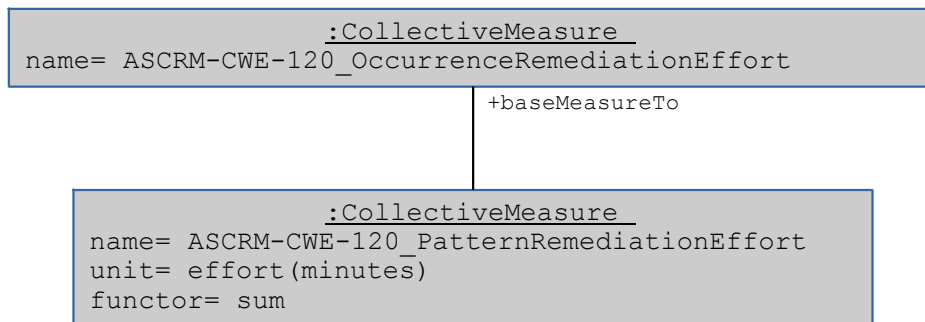 :CollectiveMeasure
name= ASCRM-CWE-120_OccurrenceRemediationEffort
+baseMeasureTo
:CollectiveMeasure
name= ASCRM-CWE-120_PatternRemediationEffort
unit= effort(minutes)
functor= sum